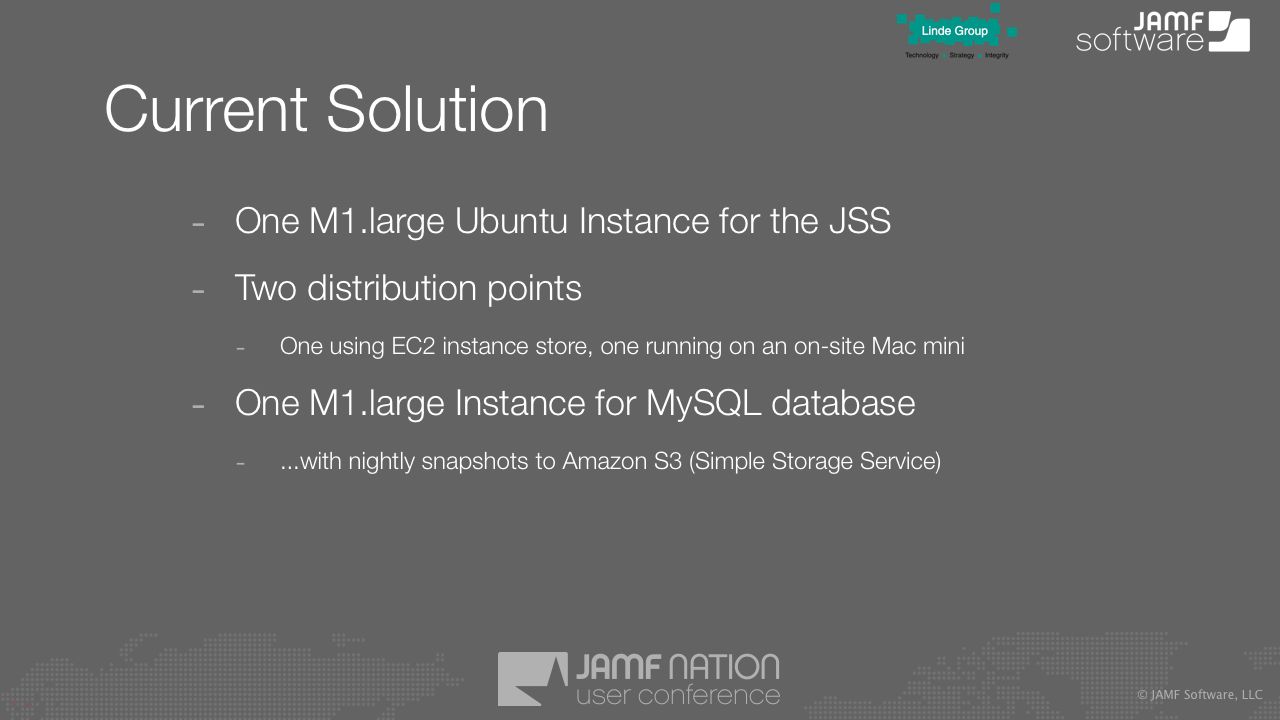 Linde Group
Technology Strategy Integrity
JAMF
software
Current Solution
- One M1.large Ubuntu Instance for the JSS
- Two distribution points
- One using EC2 instance store, one running on an on-site Mac mini
- One M1.large Instance for MySQL database
- ...with nightly snapshots to Amazon S3 (Simple Storage Service)
JAMF NATION
user conference
© JAMF Software, LLC